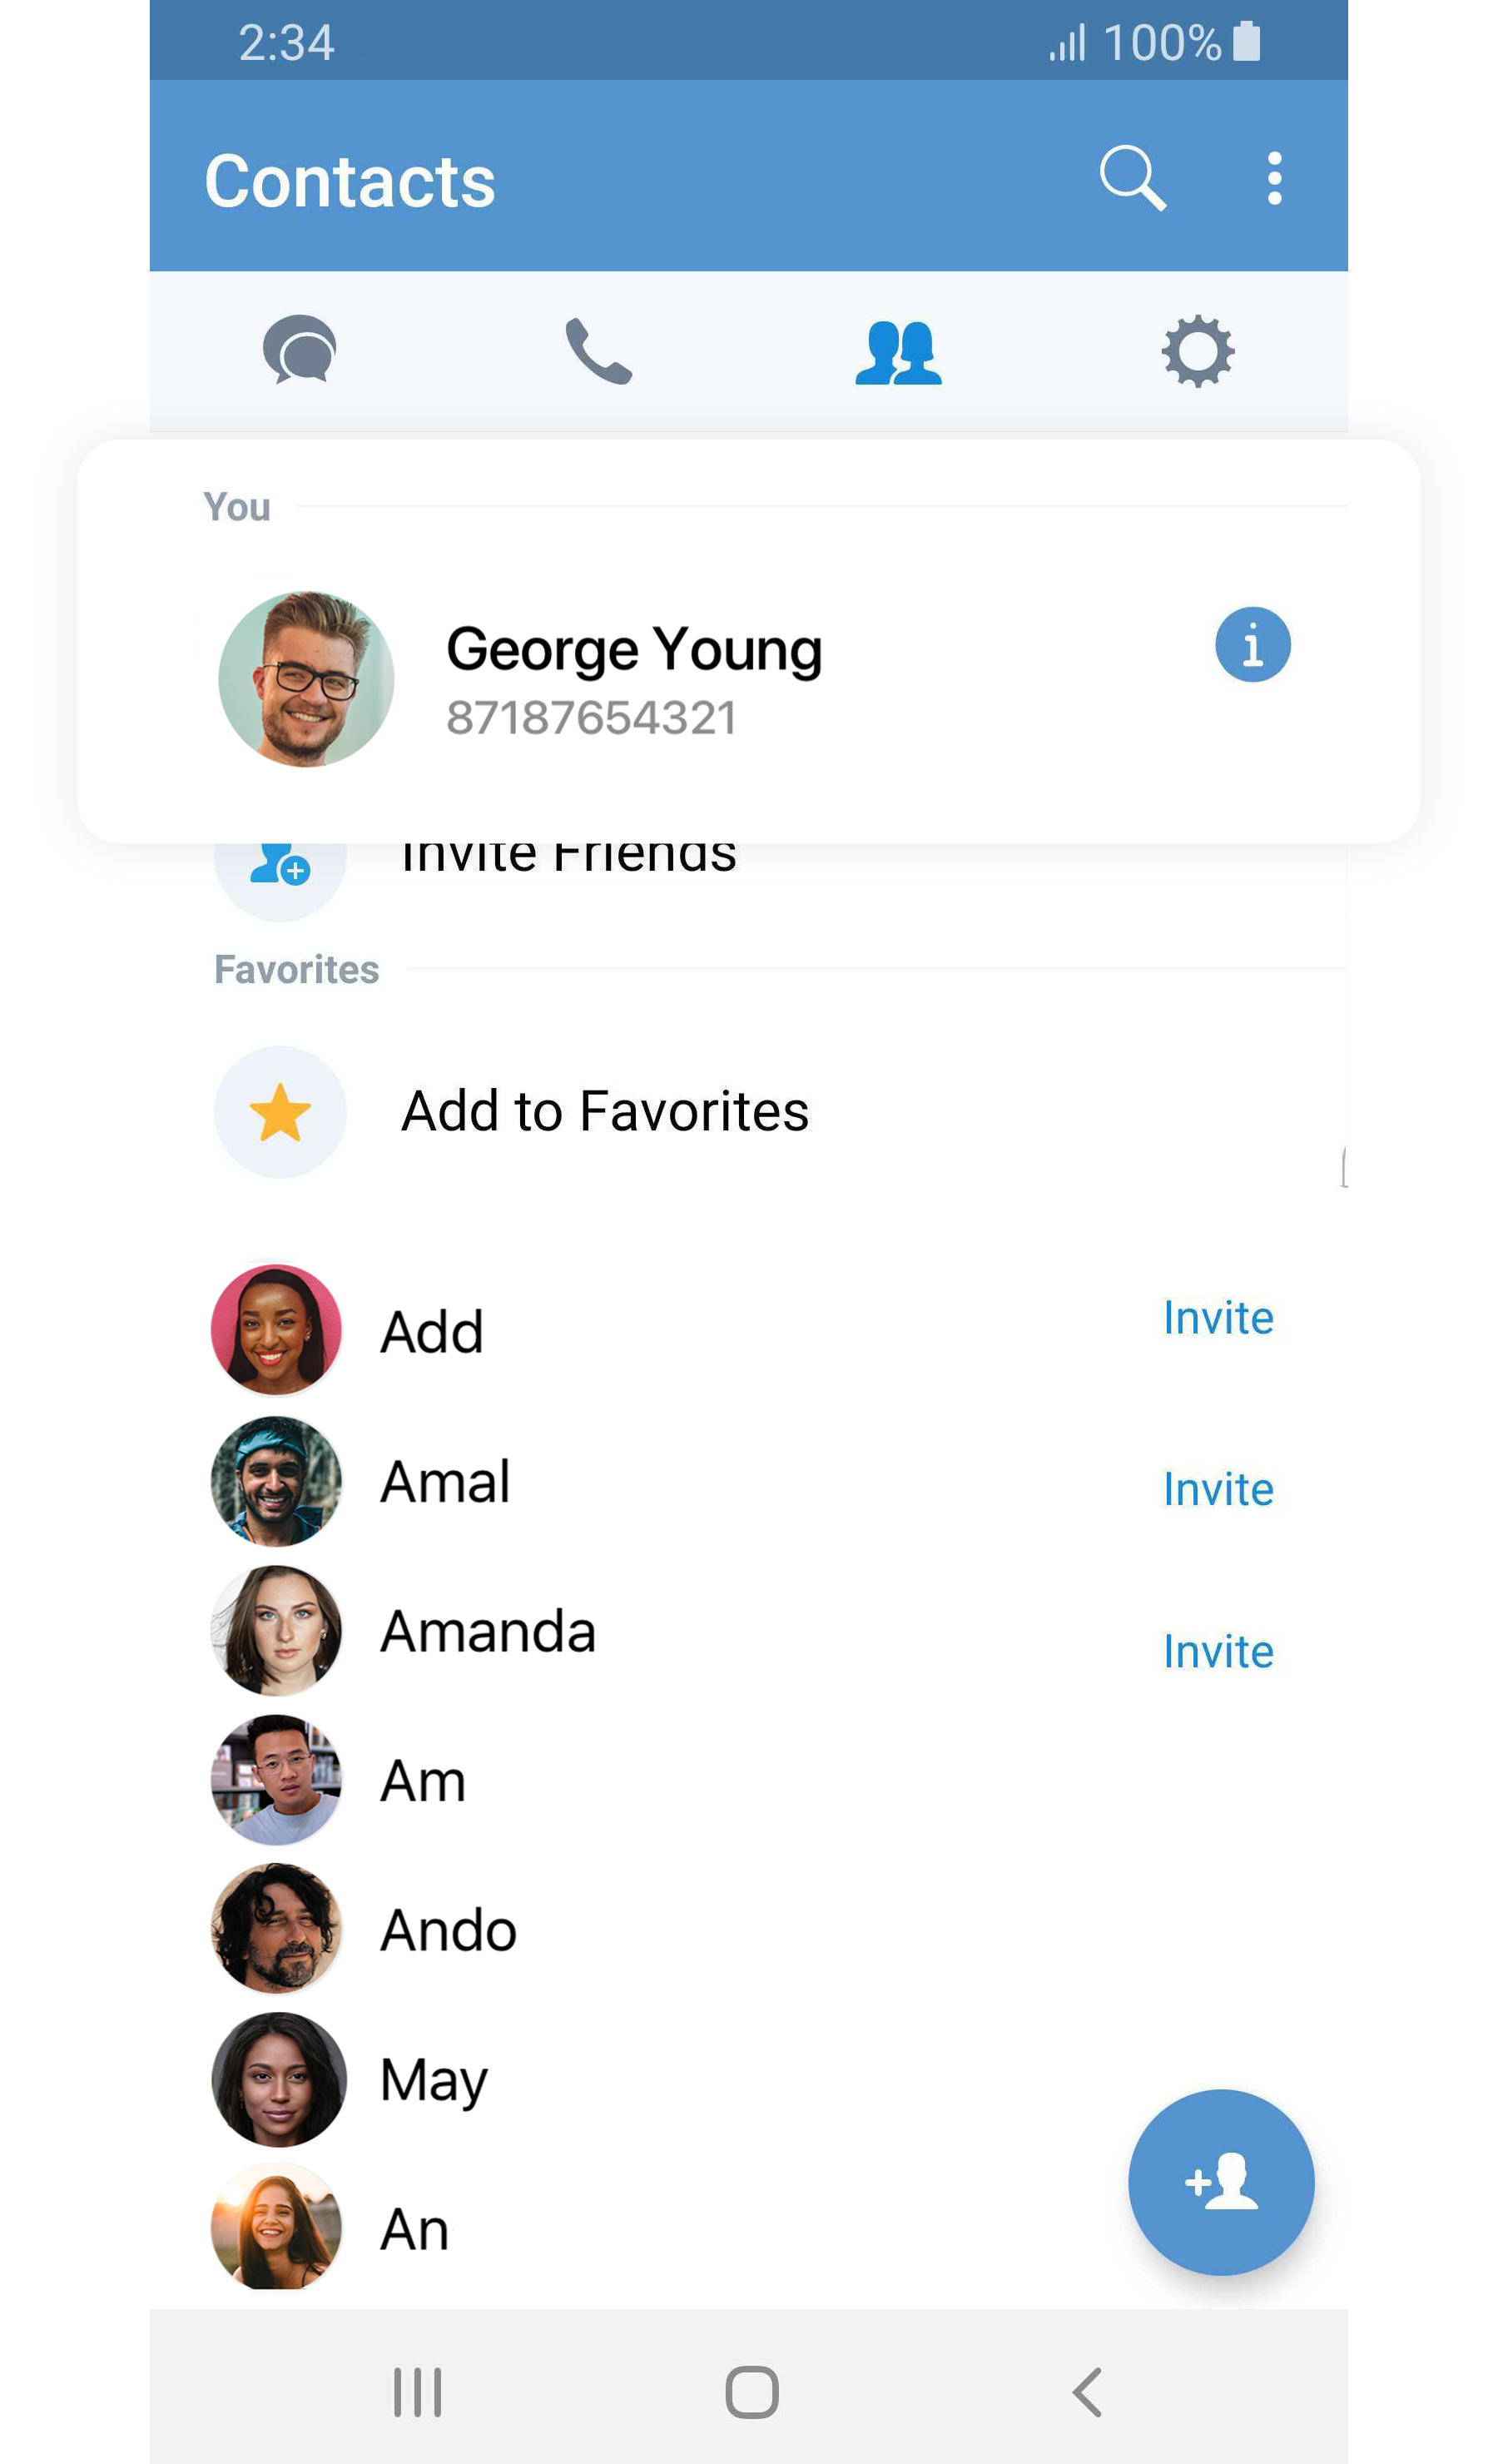 2:34 100%
Contacts
You
George Young
87187654321
Invite Friends
Favorites
Add to Favorites
Add Invite
Amal Invite
Amanda Invite
Am
Ando
May
An